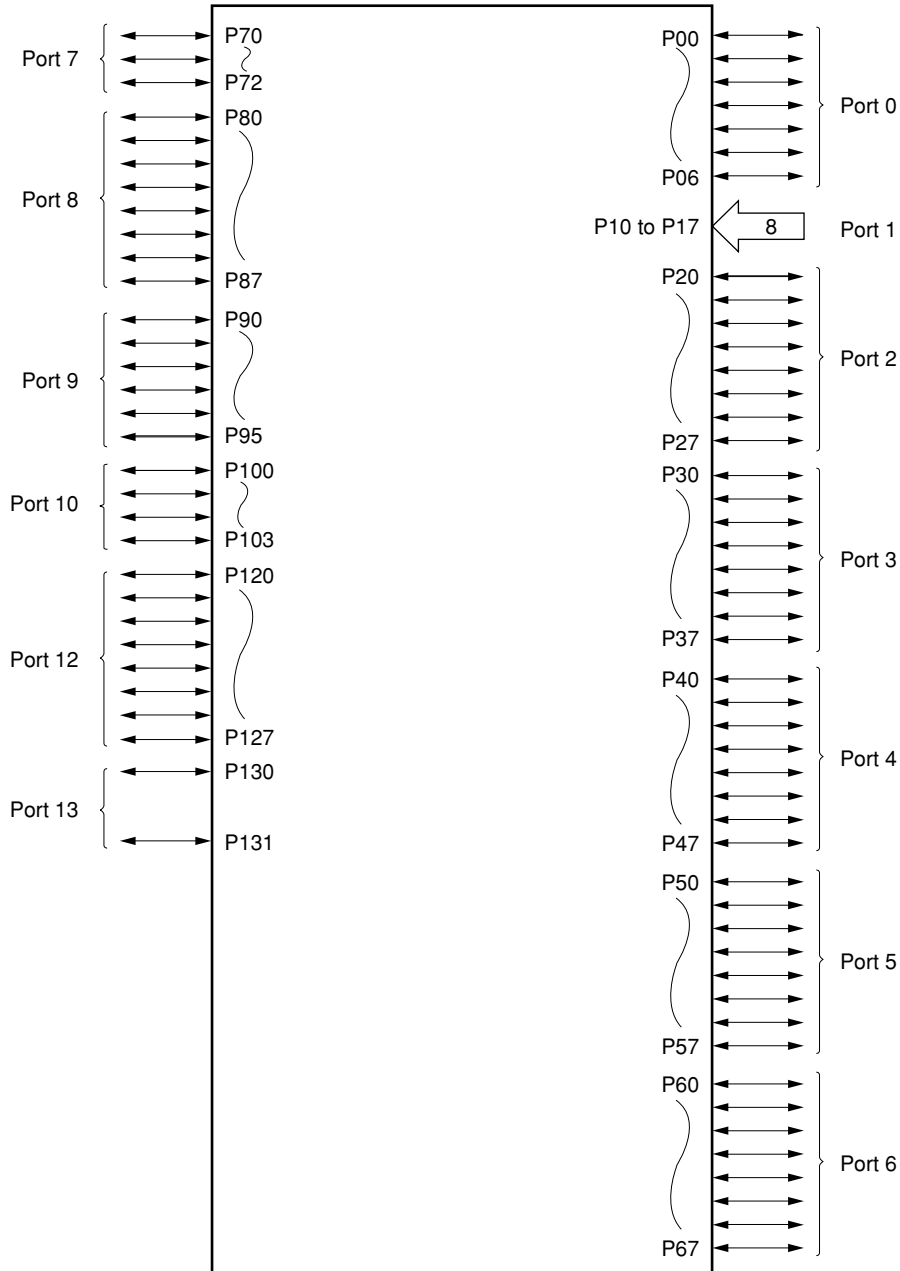 Port 7
P70
P72
Port 8
P80
P87
Port 9
P90
P95
Port 10
P100
P103
Port 12
P120
P127
Port 13
P130
P131
P00
P06
Port 0
P10 to P17
8
Port 1
P20
P27
Port 2
P30
P37
Port 3
P40
P47
Port 4
P50
P57
Port 5
P60
P67
Port 6